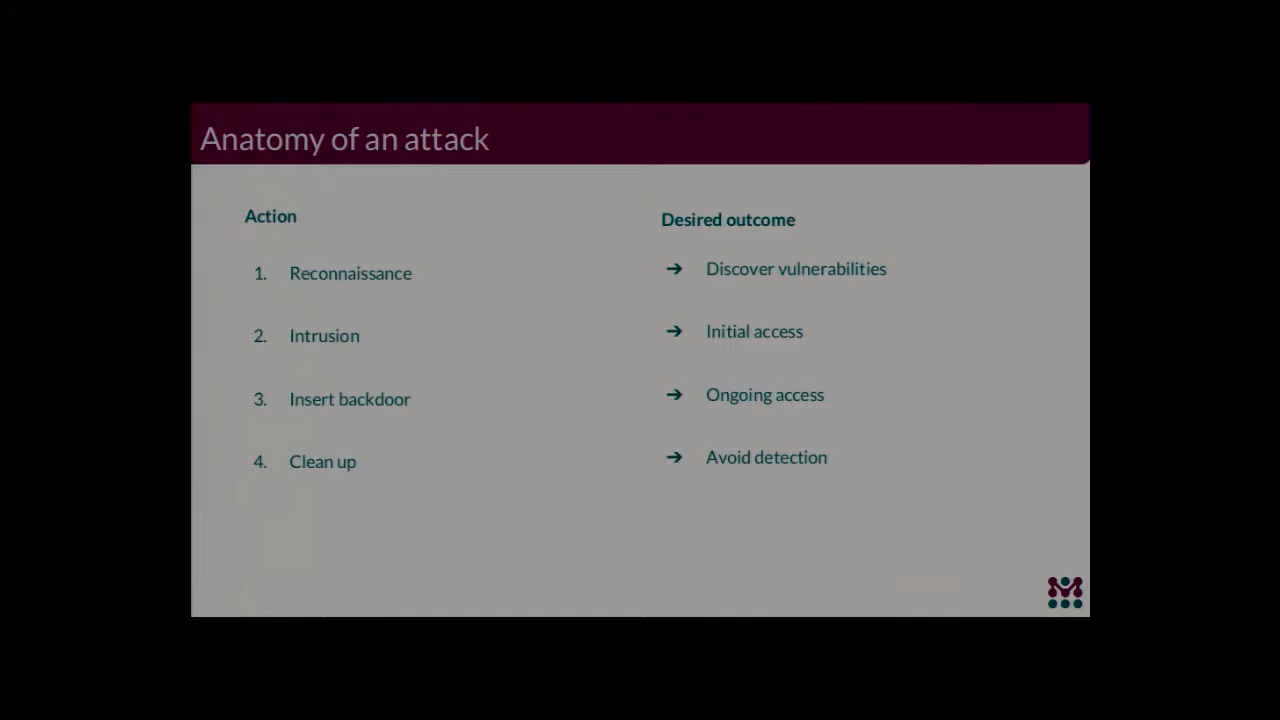 Anatomy of an attack
Action
1. Reconnaissance
2. Intrusion
3. Insert backdoor
4. Clean up
Desired outcome
➔ Discover vulnerabilities
➔ Initial access
➔ Ongoing access
➔ Avoid detection